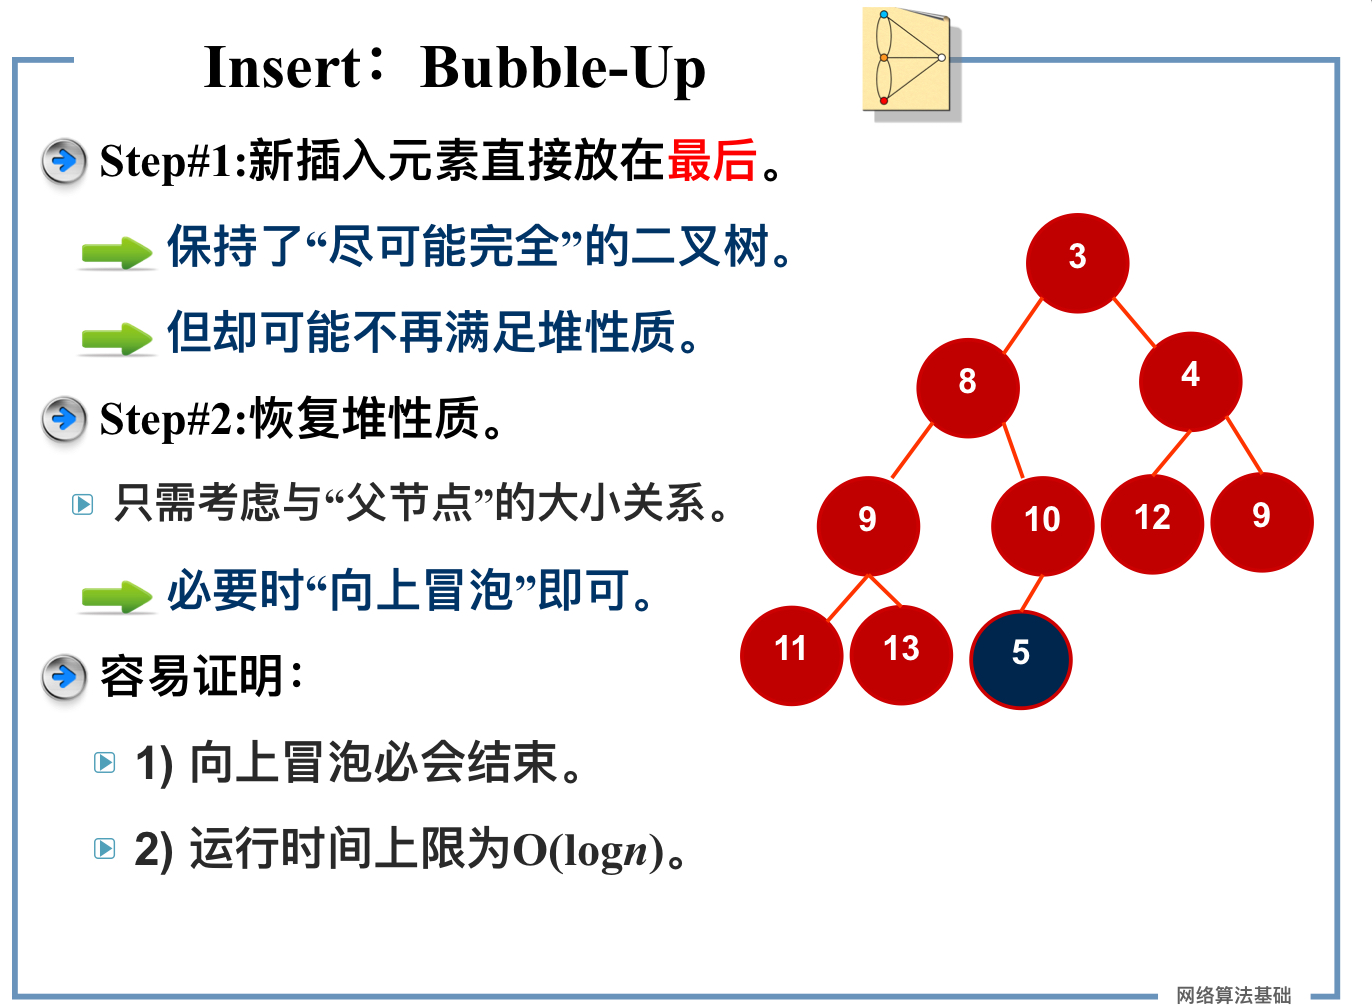 Insert：Bubble-Up
Step#1:新插入元素直接放在最后。
保持了“尽可能完全”的二叉树。
但却可能不再满足堆性质。
Step#2:恢复堆性质。
只需考虑与“父节点”的大小关系。
必要时“向上冒泡”即可。
容易证明：
1) 向上冒泡必会结束。
2) 运行时间上限为O(logn)。
3
8
4
9
10
12
9
11
13
5
网络算法基础